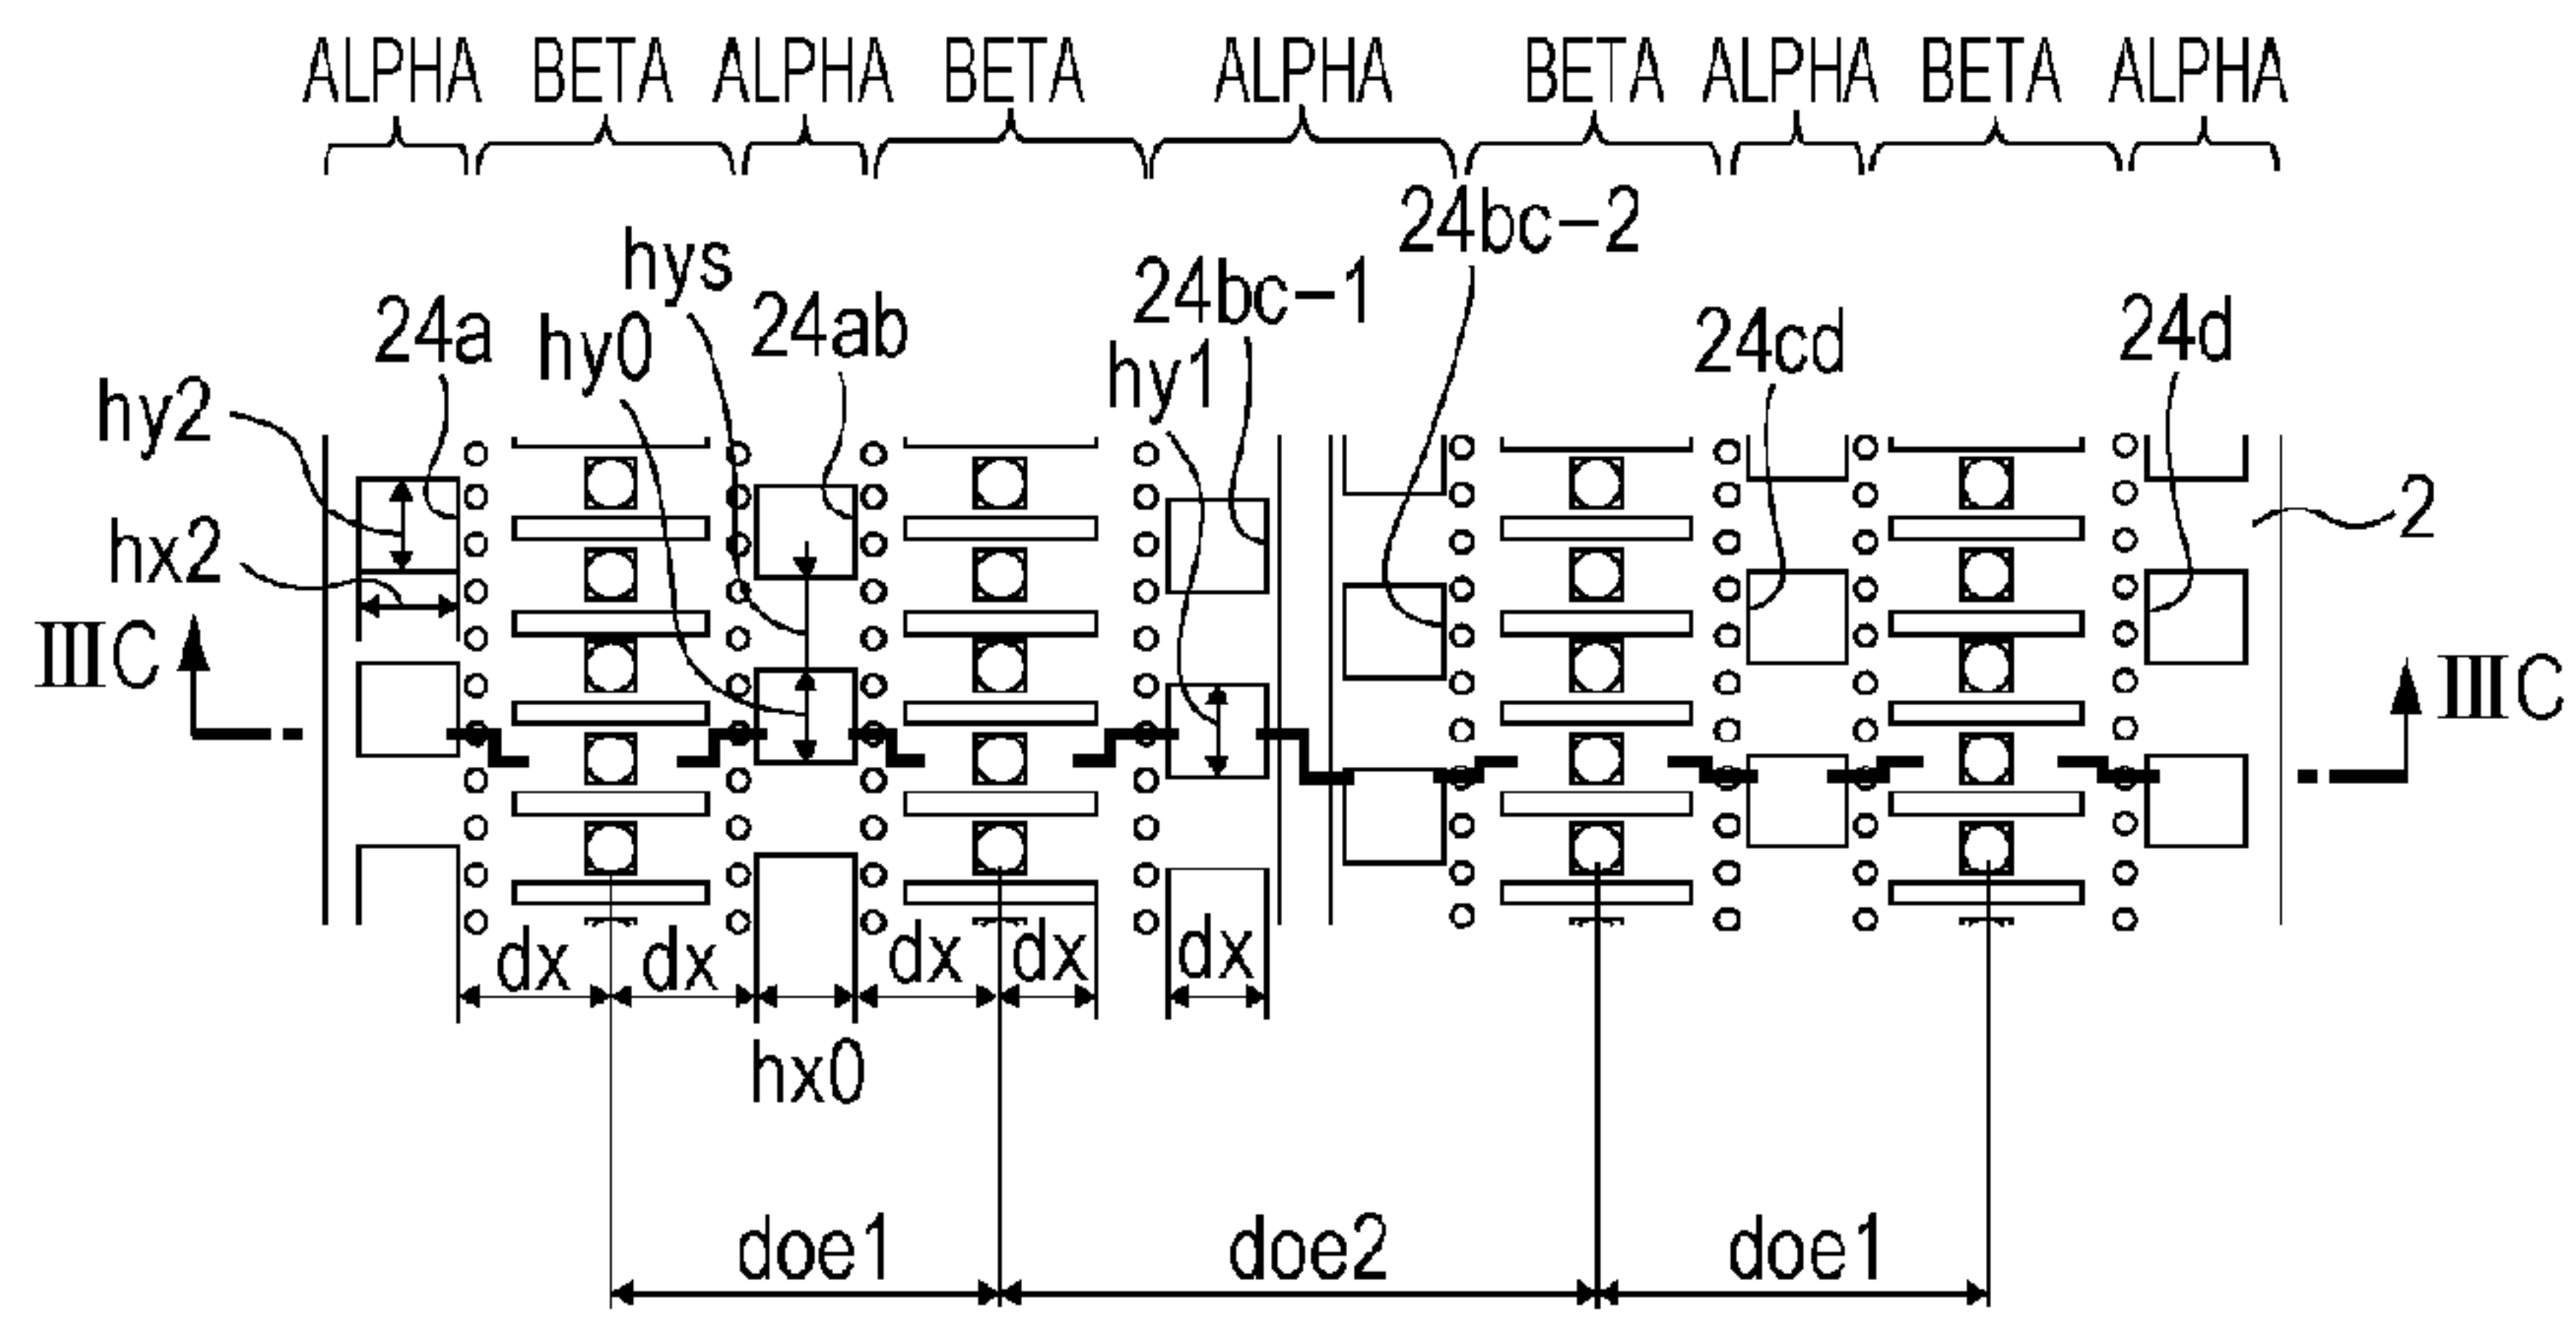 ALPHA BETA ALPHA BETA ALPHA BETA ALPHA BETA ALPHA
24bc-2
hys
24bc-1
24a hy0 24ab 24cd 24d
hy1
hy2
2
hx2
IIIC IIIC
dx dx dx dx dx
hx0
doe1 doe2 doe1